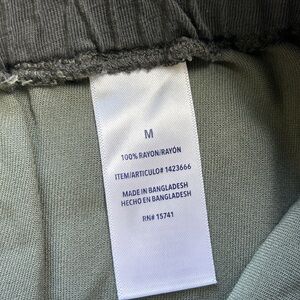 M
100% RAYON/RAYÓN
ITEM/ARTICULO# 1423666
MADE IN BANGLADESH
HECHO EN BANGLADESH
RN# 15741